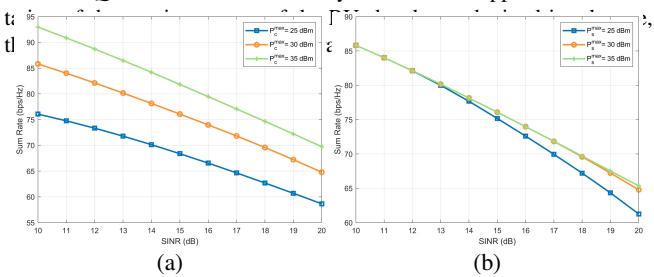 95
90
85
80
75
70
65
60
55
10 11 12 13 14 15 16 17 18 19 20
Sum Rate (bps/Hz)
SINR (dB)
P_c^max = 25 dBm
P_c^max = 30 dBm
P_c^max = 35 dBm
(a)
90
85
80
75
70
65
60
10 11 12 13 14 15 16 17 18 19 20
Sum Rate (bps/Hz)
SINR (dB)
P_s^max = 25 dBm
P_s^max = 30 dBm
P_s^max = 35 dBm
(b)